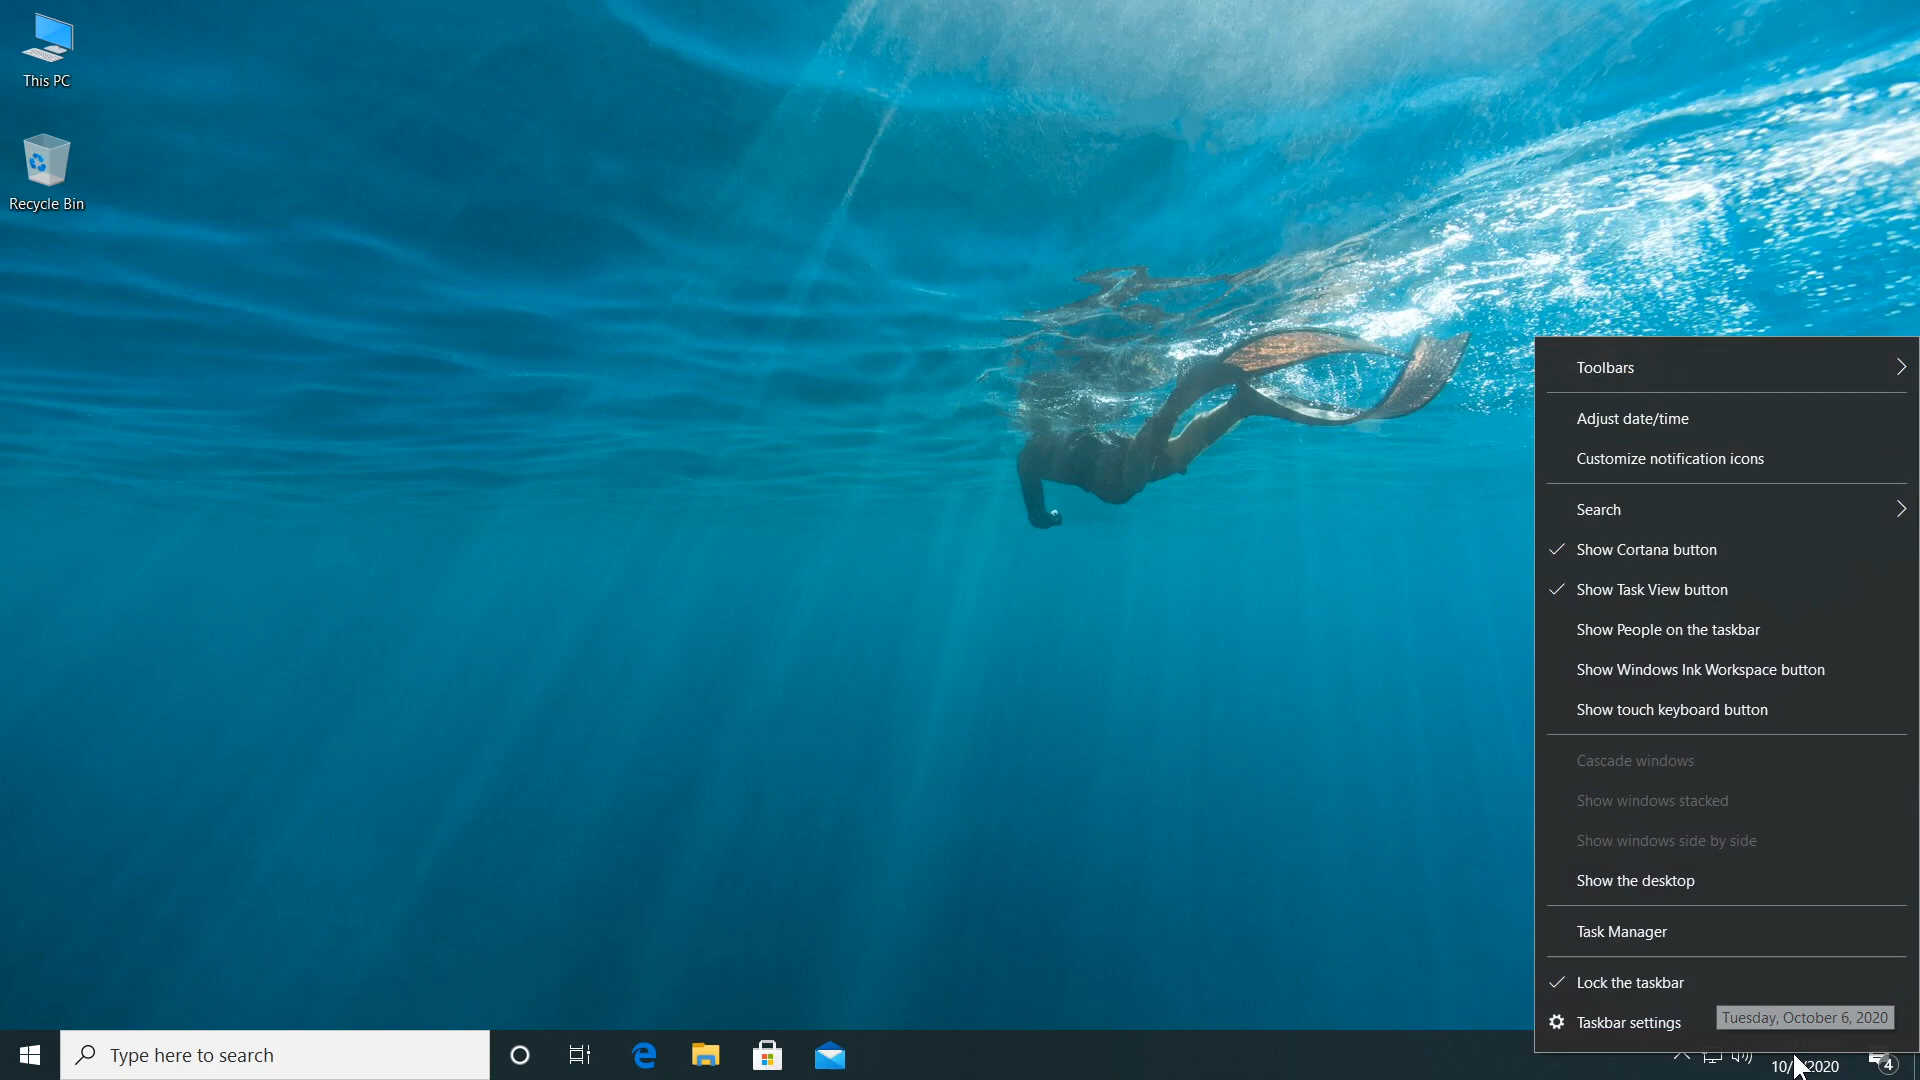 This PC
Recycle Bin
Toolbars
Adjust date/time
Customize notification icons
Search
Show Cortana button
Show Task View button
Show People on the taskbar
Show Windows Ink Workspace button
Show touch keyboard button
Cascade windows
Show windows stacked
Show windows side by side
Show the desktop
Task Manager
Lock the taskbar
Taskbar settings
Tuesday, October 6, 2020
Type here to search
4